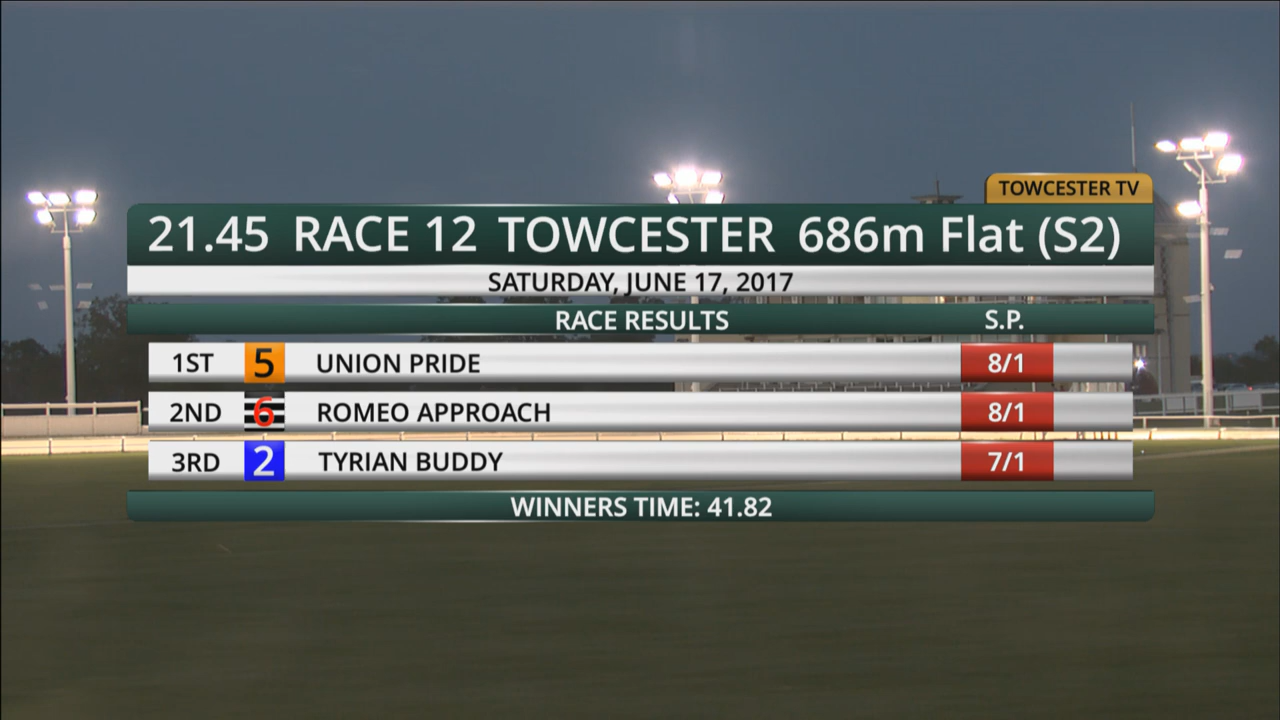 TOWCESTER TV
21.45 RACE 12 TOWCESTER 686m Flat (S2)
SATURDAY, JUNE 17, 2017
RACE RESULTS S.P.
1ST 5 UNION PRIDE 8/1
2ND 6 ROMEO APPROACH 8/1
3RD 2 TYRIAN BUDDY 7/1
WINNERS TIME: 41.82